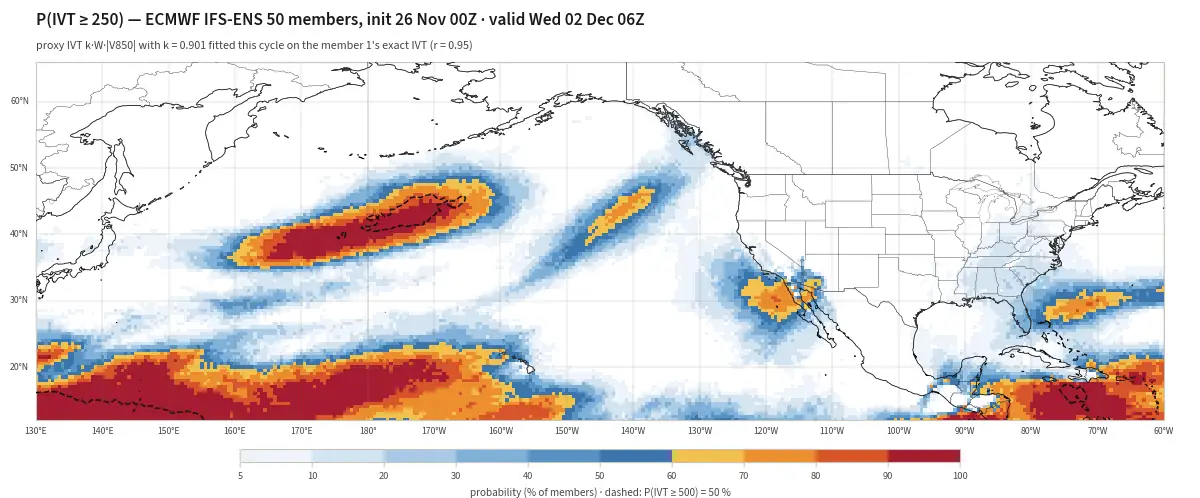 P(IVT ≥ 250) — ECMWF IFS-ENS 50 members, init 26 Nov 00Z · valid Wed 02 Dec 06Z
proxy IVT k·W·|V850| with k = 0.901 fitted this cycle on the member 1's exact IVT (r = 0.95)
60°N
50°N
40°N
30°N
20°N
130°E 140°E 150°E 160°E 170°E 180° 170°W 160°W 150°W 140°W 130°W 120°W 110°W 100°W 90°W 80°W 70°W 60°W
5 10 20 30 40 50 60 70 80 90 100
probability (% of members) · dashed: P(IVT ≥ 500) = 50 %